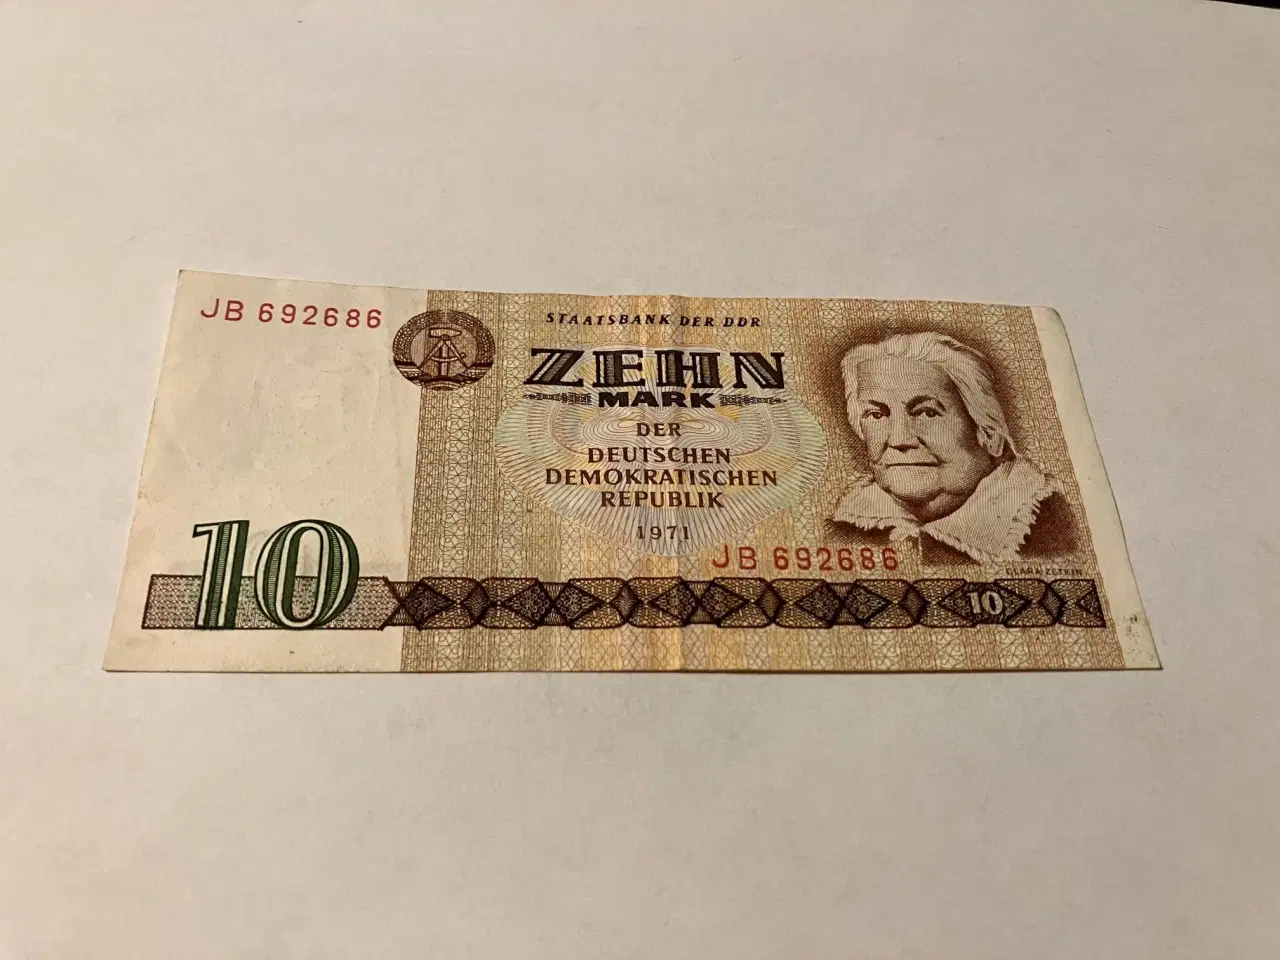 JB 692686
STAATSBANK DER DDR
ZEHN
MARK
DER
DEUTSCHEN
DEMOKRATISCHEN
REPUBLIK
1971
JB 692686
CLARA ZETKIN
10
10